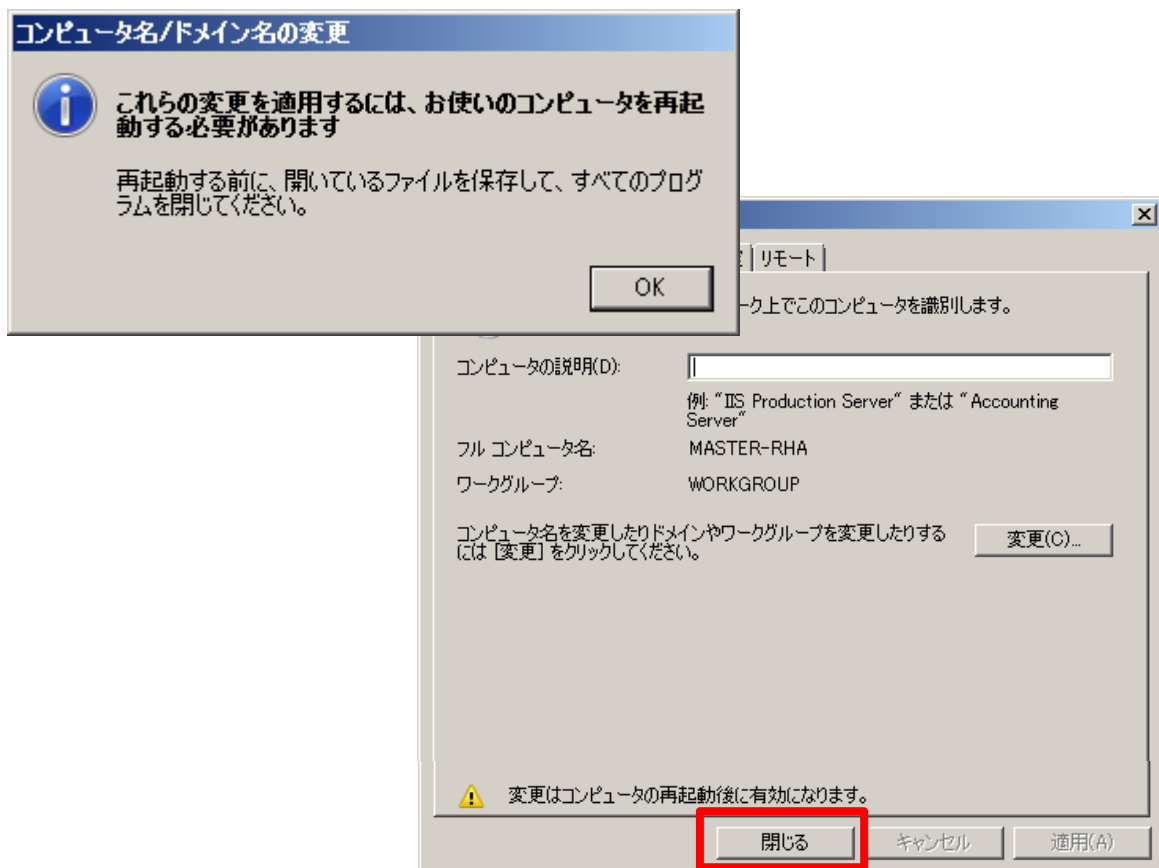 コンピュータ名/ドメイン名の変更
これらの変更を適用するには、お使いのコンピュータを再起
動する必要があります
再起動する前に、開いているファイルを保存して、すべてのプログ
ラムを閉じてください。
OK
リモート
ーク上でこのコンピュータを識別します。
コンピュータの説明(D):
例: "IIS Production Server" または "Accounting
Server"
フル コンピュータ名: MASTER-RHA
ワークグループ: WORKGROUP
コンピュータ名を変更したりドメインやワークグループを変更したりする
には [変更] をクリックしてください。
変更(C)...
変更はコンピュータの再起動後に有効になります。
閉じる キャンセル 適用(A)